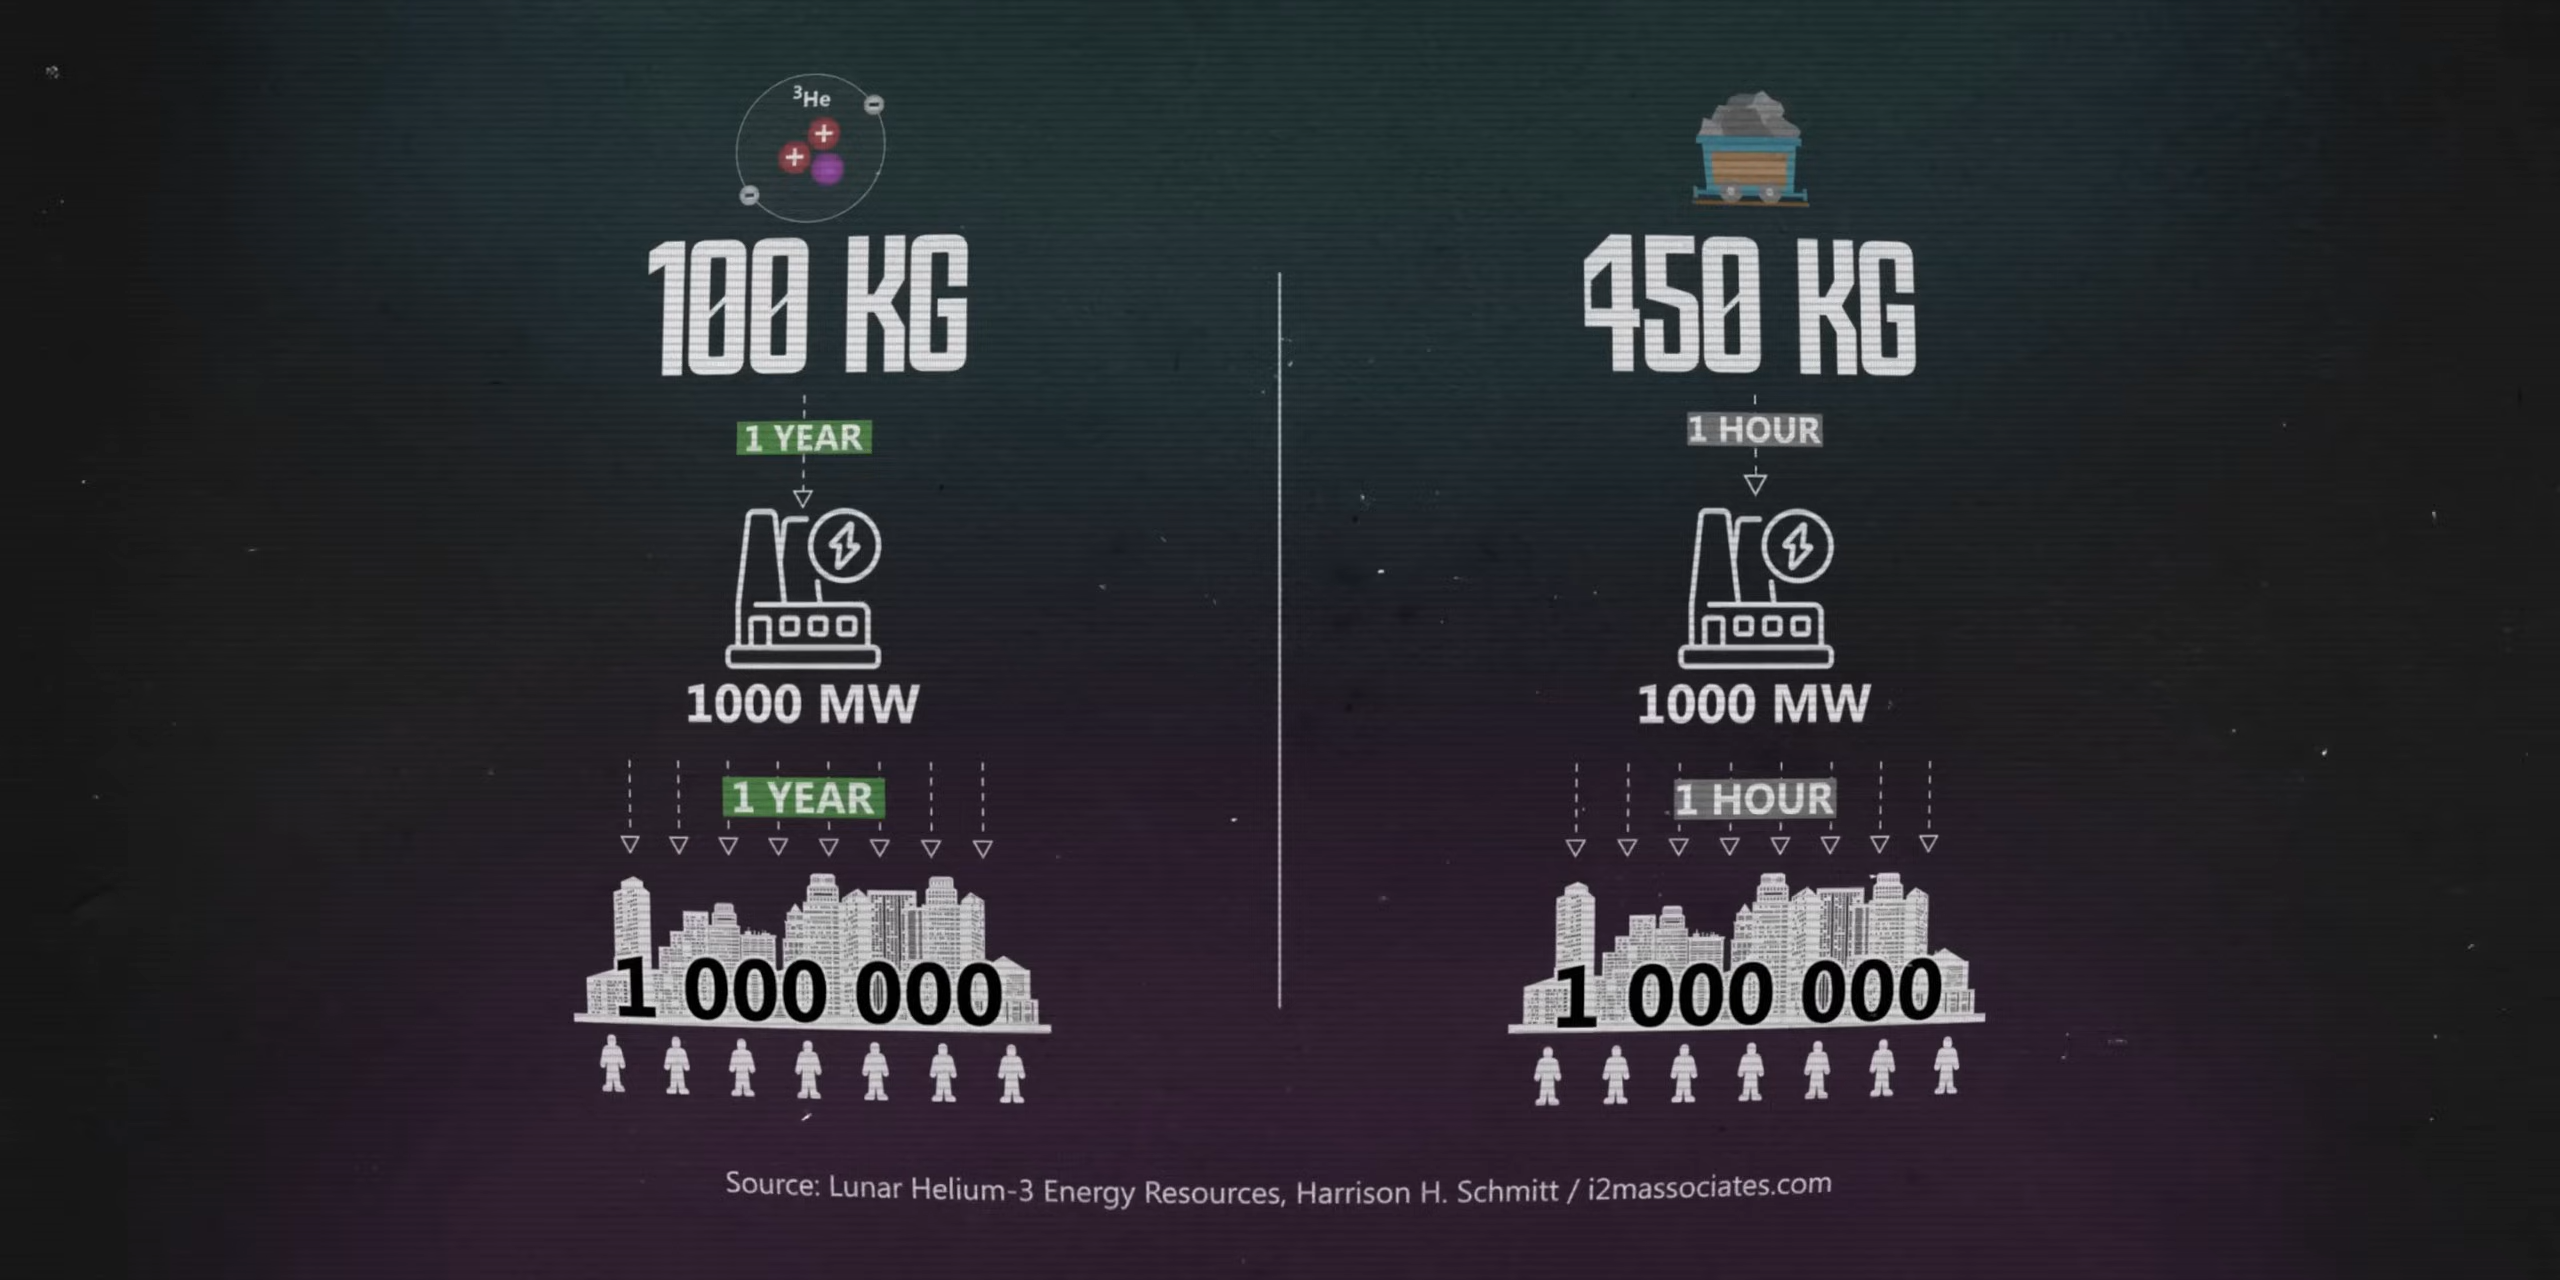 ³He
100 KG
1 YEAR
1000 MW
1 YEAR
1 000 000
450 KG
1 HOUR
1000 MW
1 HOUR
1 000 000
Source: Lunar Helium-3 Energy Resources, Harrison H. Schmitt / i2massociates.com